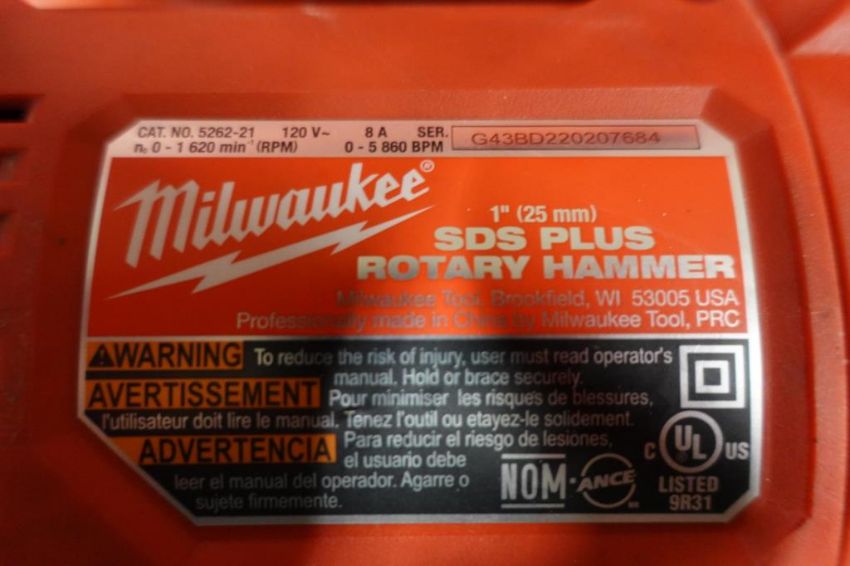 CAT. NO. 5262-21 120 V~ 8 A SER. G43BD220207684
n₀ 0 - 1 620 min⁻¹ (RPM) 0 - 5 860 BPM
Milwaukee®
1" (25 mm)
SDS PLUS
ROTARY HAMMER
Milwaukee Tool, Brookfield, WI 53005 USA
Professionally made in China by Milwaukee Tool, PRC
WARNING To reduce the risk of injury, user must read operator's
manual. Hold or brace securely.
AVERTISSEMENT Pour minimiser les risques de blessures,
l'utilisateur doit lire le manual. Tenez l'outil ou etayez-le solidement.
ADVERTENCIA Para reducir el riesgo de lesiones,
el usuario debe
leer el manual del operador. Agarre o
sujete firmemente.
NOM-ANCE
C UL US
LISTED
9R31